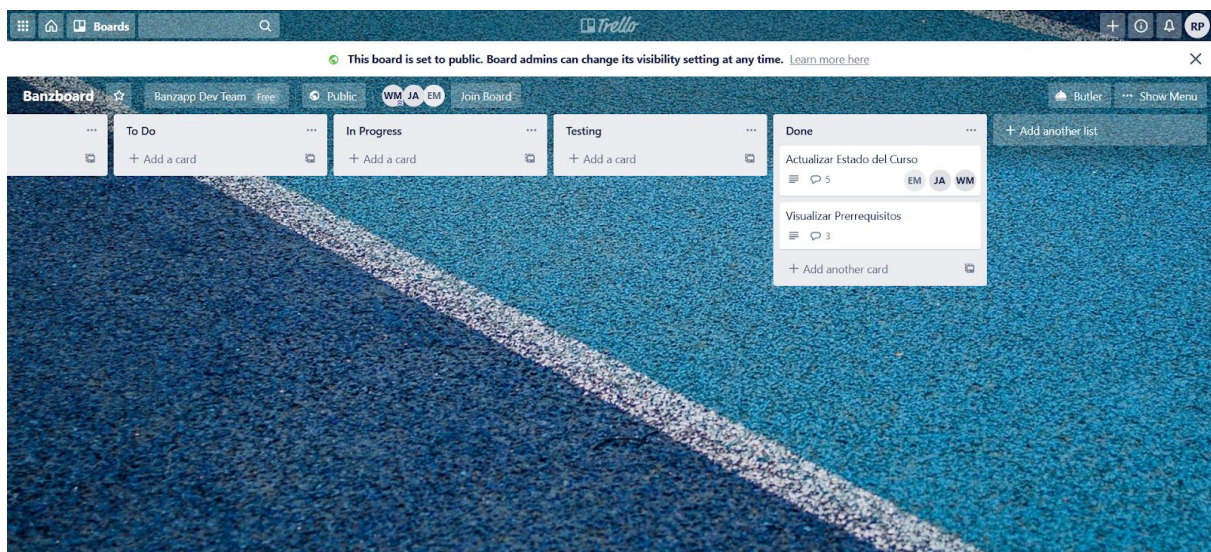 Boards
Trello
RP
This board is set to public. Board admins can change its visibility setting at any time. Learn more here
Banzboard Banzapp Dev Team Free Public WM JA EM Join Board Butler ... Show Menu
To Do
+ Add a card
In Progress
+ Add a card
Testing
+ Add a card
Done
Actualizar Estado del Curso
5 EM JA WM
Visualizar Prerrequisitos
3
+ Add another card
+ Add another list